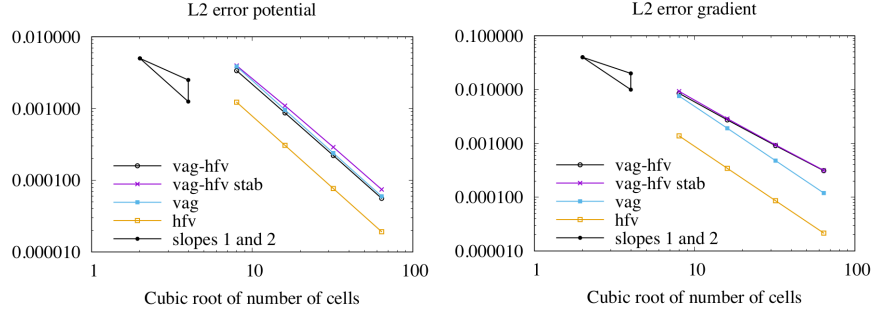 L2 error potential
0.010000
0.001000
0.000100
0.000010
vag-hfv
vag-hfv stab
vag
hfv
slopes 1 and 2
1
10
100
Cubic root of number of cells
L2 error gradient
0.100000
0.010000
0.001000
0.000100
0.000010
vag-hfv
vag-hfv stab
vag
hfv
slopes 1 and 2
1
10
100
Cubic root of number of cells